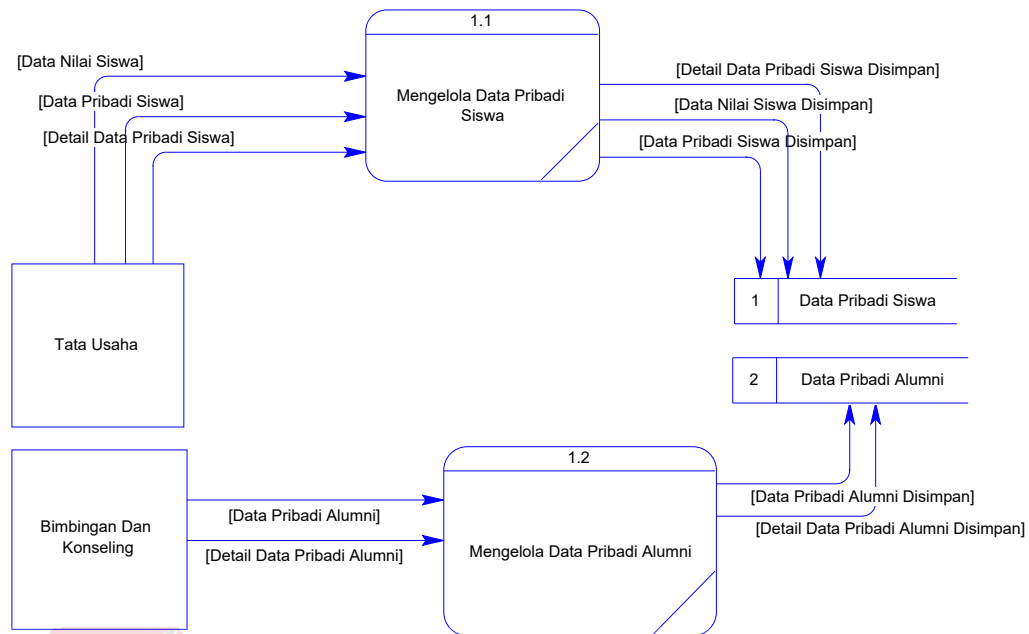 1.1
[Data Nilai Siswa]
[Detail Data Pribadi Siswa Disimpan]
Mengelola Data Pribadi
Siswa
[Data Pribadi Siswa]
[Data Nilai Siswa Disimpan]
[Detail Data Pribadi Siswa]
[Data Pribadi Siswa Disimpan]
1
Data Pribadi Siswa
Tata Usaha
2
Data Pribadi Alumni
1.2
[Data Pribadi Alumni Disimpan]
[Data Pribadi Alumni]
Bimbingan Dan
Konseling
[Detail Data Pribadi Alumni Disimpan]
Mengelola Data Pribadi Alumni
[Detail Data Pribadi Alumni]